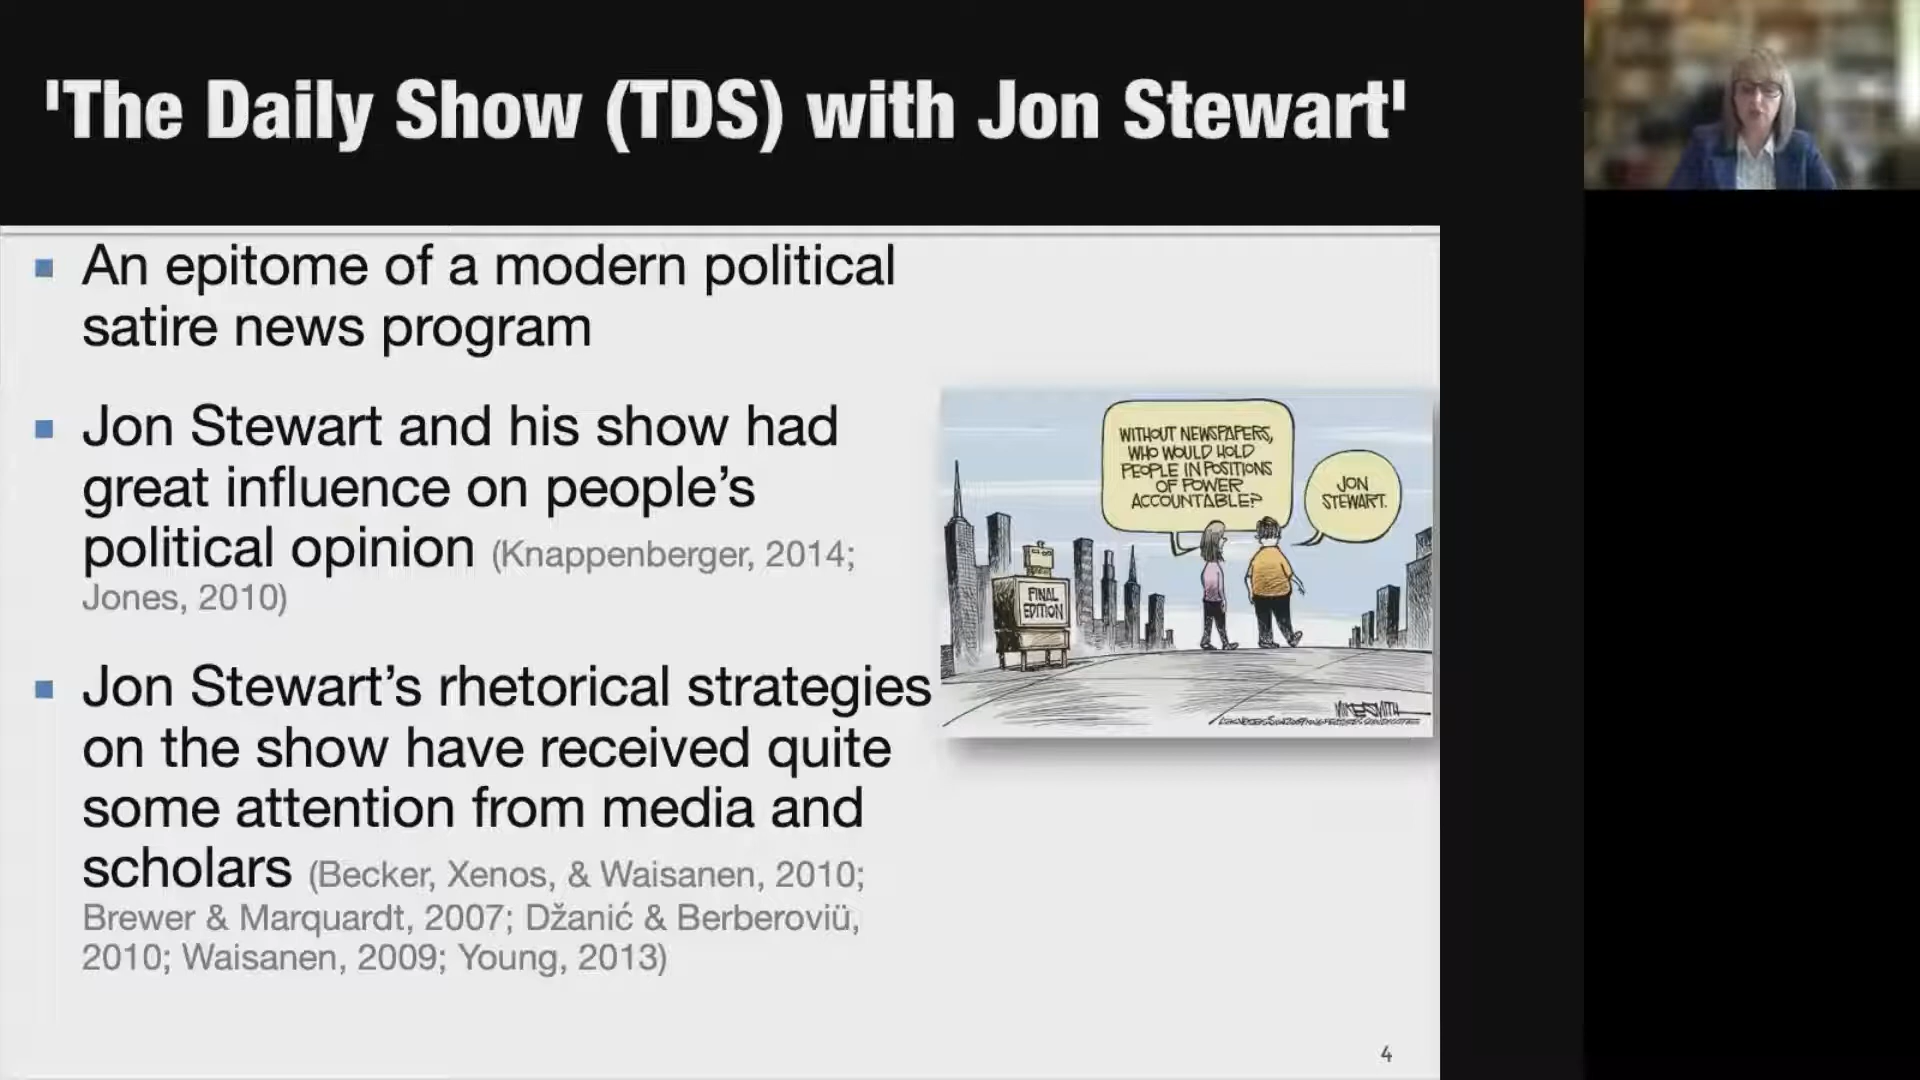 'The Daily Show (TDS) with Jon Stewart'
An epitome of a modern political
satire news program
Jon Stewart and his show had
great influence on people’s
political opinion (Knappenberger, 2014;
Jones, 2010)
Jon Stewart’s rhetorical strategies
on the show have received quite
some attention from media and
scholars (Becker, Xenos, & Waisanen, 2010;
Brewer & Marquardt, 2007; Džanić & Berberoviü,
2010; Waisanen, 2009; Young, 2013)
WITHOUT NEWSPAPERS,
WHO WOULD HOLD
PEOPLE IN POSITIONS
OF POWER
ACCOUNTABLE?
JON
STEWART.
FINAL
EDITION
MIKE SMITH
4